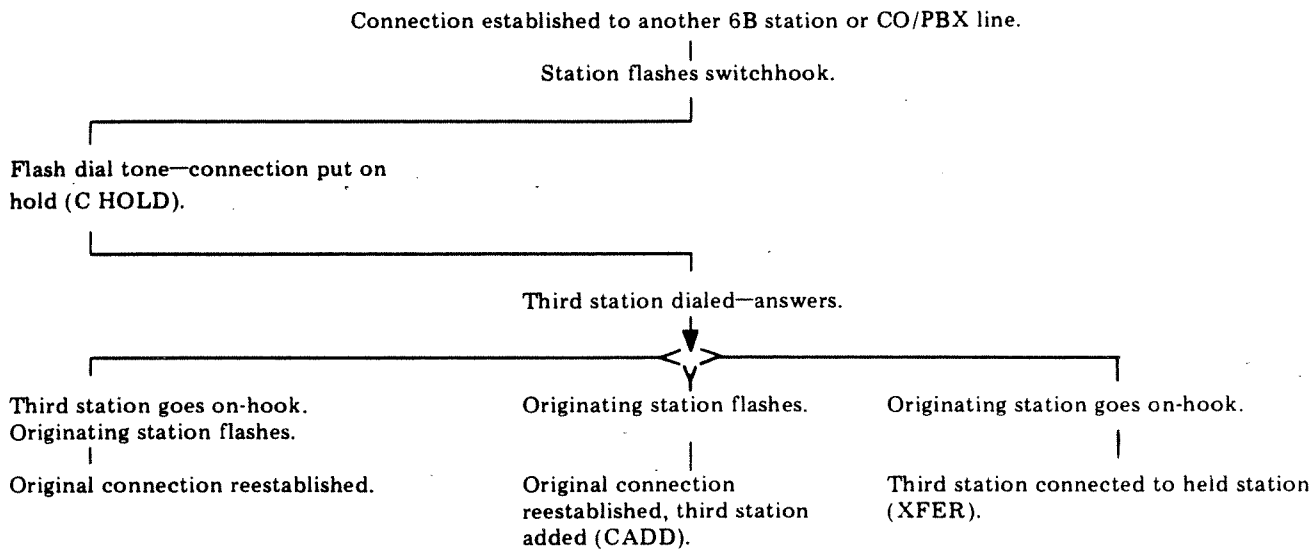 Connection established to another 6B station or CO/PBX line.
Station flashes switchhook.
Flash dial tone—connection put on
hold (C HOLD).
Third station dialed—answers.
Third station goes on-hook.
Originating station flashes.
Original connection reestablished.
Originating station flashes.
Original connection
reestablished, third station
added (CADD).
Originating station goes on-hook.
Third station connected to held station
(XFER).